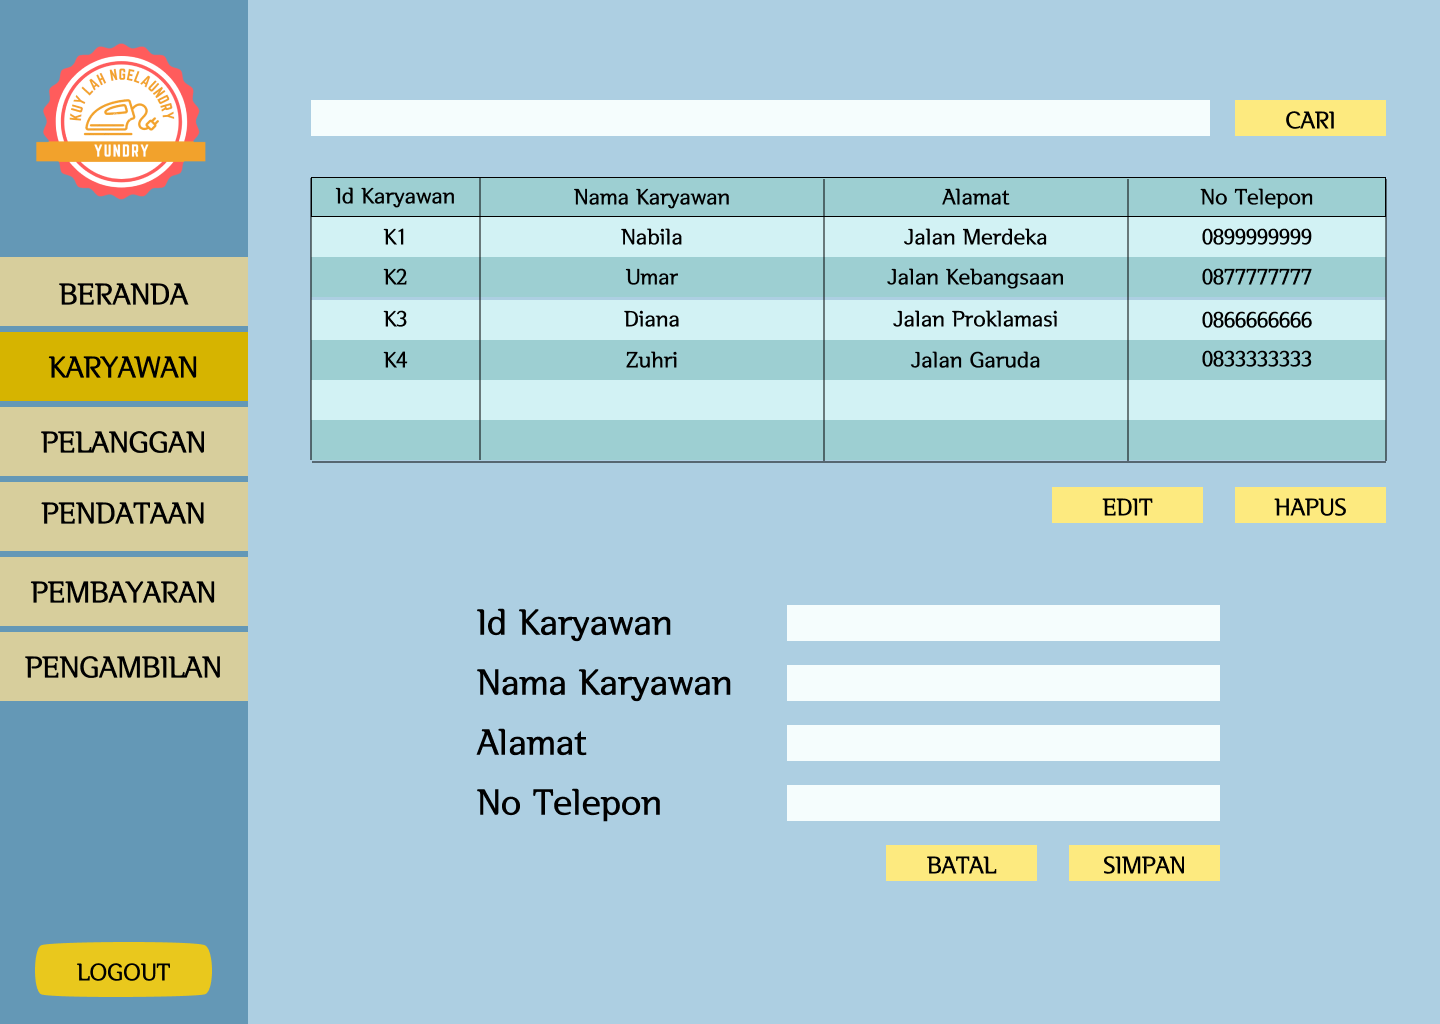 KUY LAH NGELAUNDRY
YUNDRY
BERANDA
KARYAWAN
PELANGGAN
PENDATAAN
PEMBAYARAN
PENGAMBILAN
LOGOUT
CARI
Id Karyawan Nama Karyawan Alamat No Telepon
K1 Nabila Jalan Merdeka 0899999999
K2 Umar Jalan Kebangsaan 0877777777
K3 Diana Jalan Proklamasi 0866666666
K4 Zuhri Jalan Garuda 0833333333
EDIT HAPUS
Id Karyawan
Nama Karyawan
Alamat
No Telepon
BATAL SIMPAN